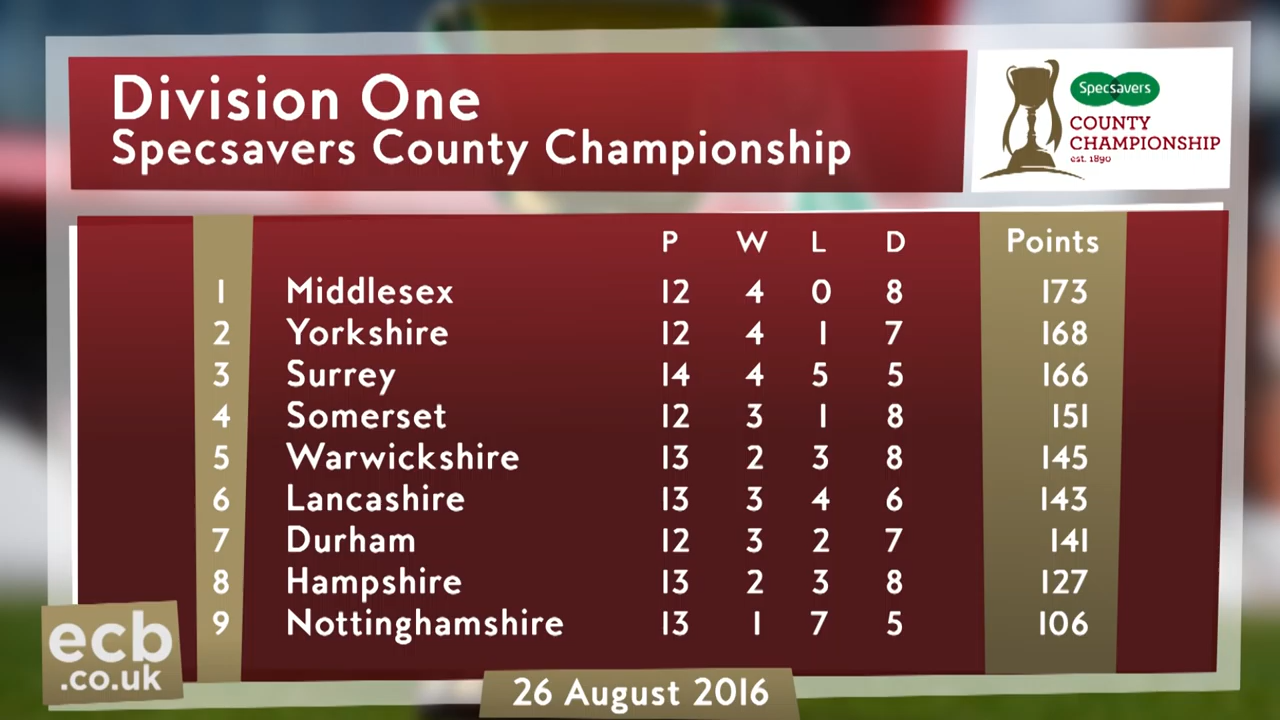 Division One
Specsavers County Championship
Specsavers
COUNTY
CHAMPIONSHIP
est. 1890
P W L D Points
1 Middlesex 12 4 0 8 173
2 Yorkshire 12 4 1 7 168
3 Surrey 14 4 5 5 166
4 Somerset 12 3 1 8 151
5 Warwickshire 13 2 3 8 145
6 Lancashire 13 3 4 6 143
7 Durham 12 3 2 7 141
8 Hampshire 13 2 3 8 127
9 Nottinghamshire 13 1 7 5 106
ecb
.co.uk
26 August 2016